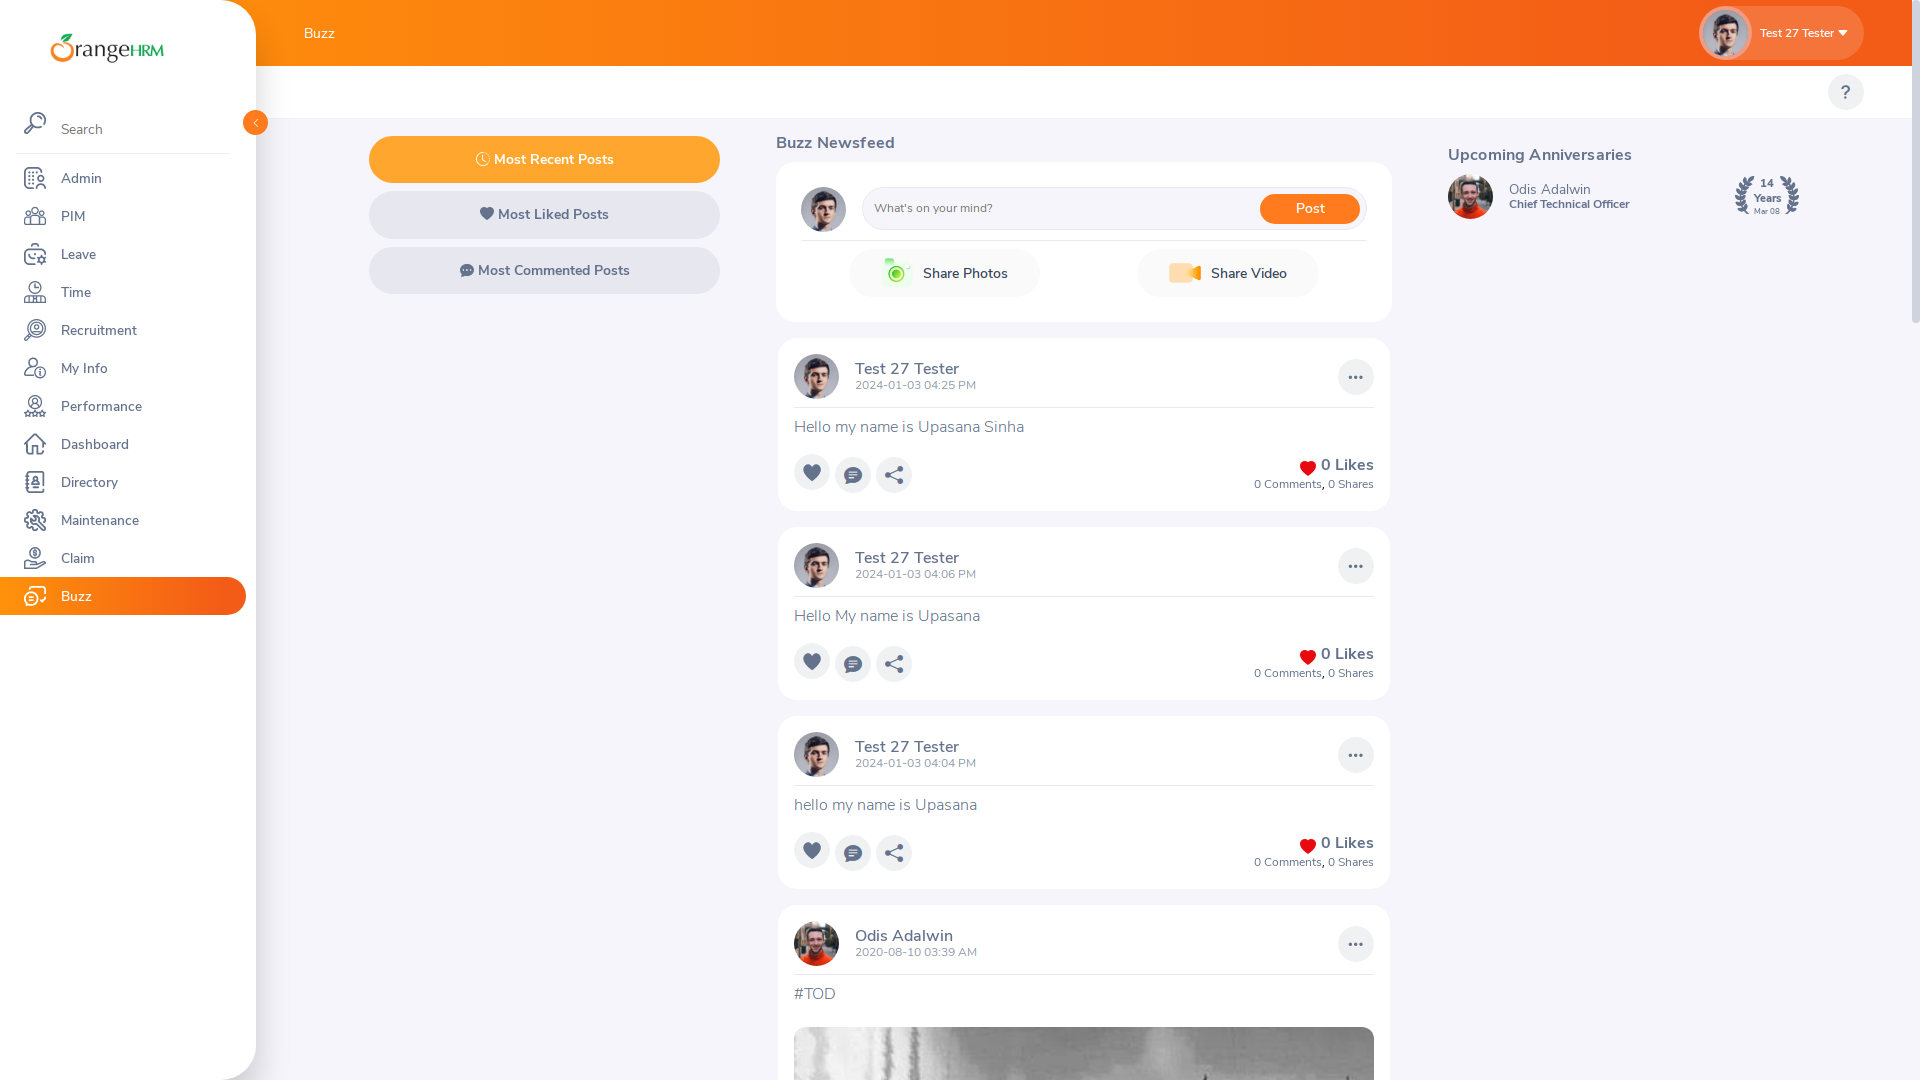 OrangeHRM
Search
Admin
PIM
Leave
Time
Recruitment
My Info
Performance
Dashboard
Directory
Maintenance
Claim
Buzz
Buzz
Test 27 Tester
?
Most Recent Posts
Most Liked Posts
Most Commented Posts
Buzz Newsfeed
What's on your mind?
Post
Share Photos
Share Video
Test 27 Tester
2024-01-03 04:25 PM
Hello my name is Upasana Sinha
0 Likes
0 Comments, 0 Shares
Test 27 Tester
2024-01-03 04:06 PM
Hello My name is Upasana
0 Likes
0 Comments, 0 Shares
Test 27 Tester
2024-01-03 04:04 PM
hello my name is Upasana
0 Likes
0 Comments, 0 Shares
Odis Adalwin
2020-08-10 03:39 AM
#TOD
Upcoming Anniversaries
Odis Adalwin
Chief Technical Officer
14
Years
Mar 08